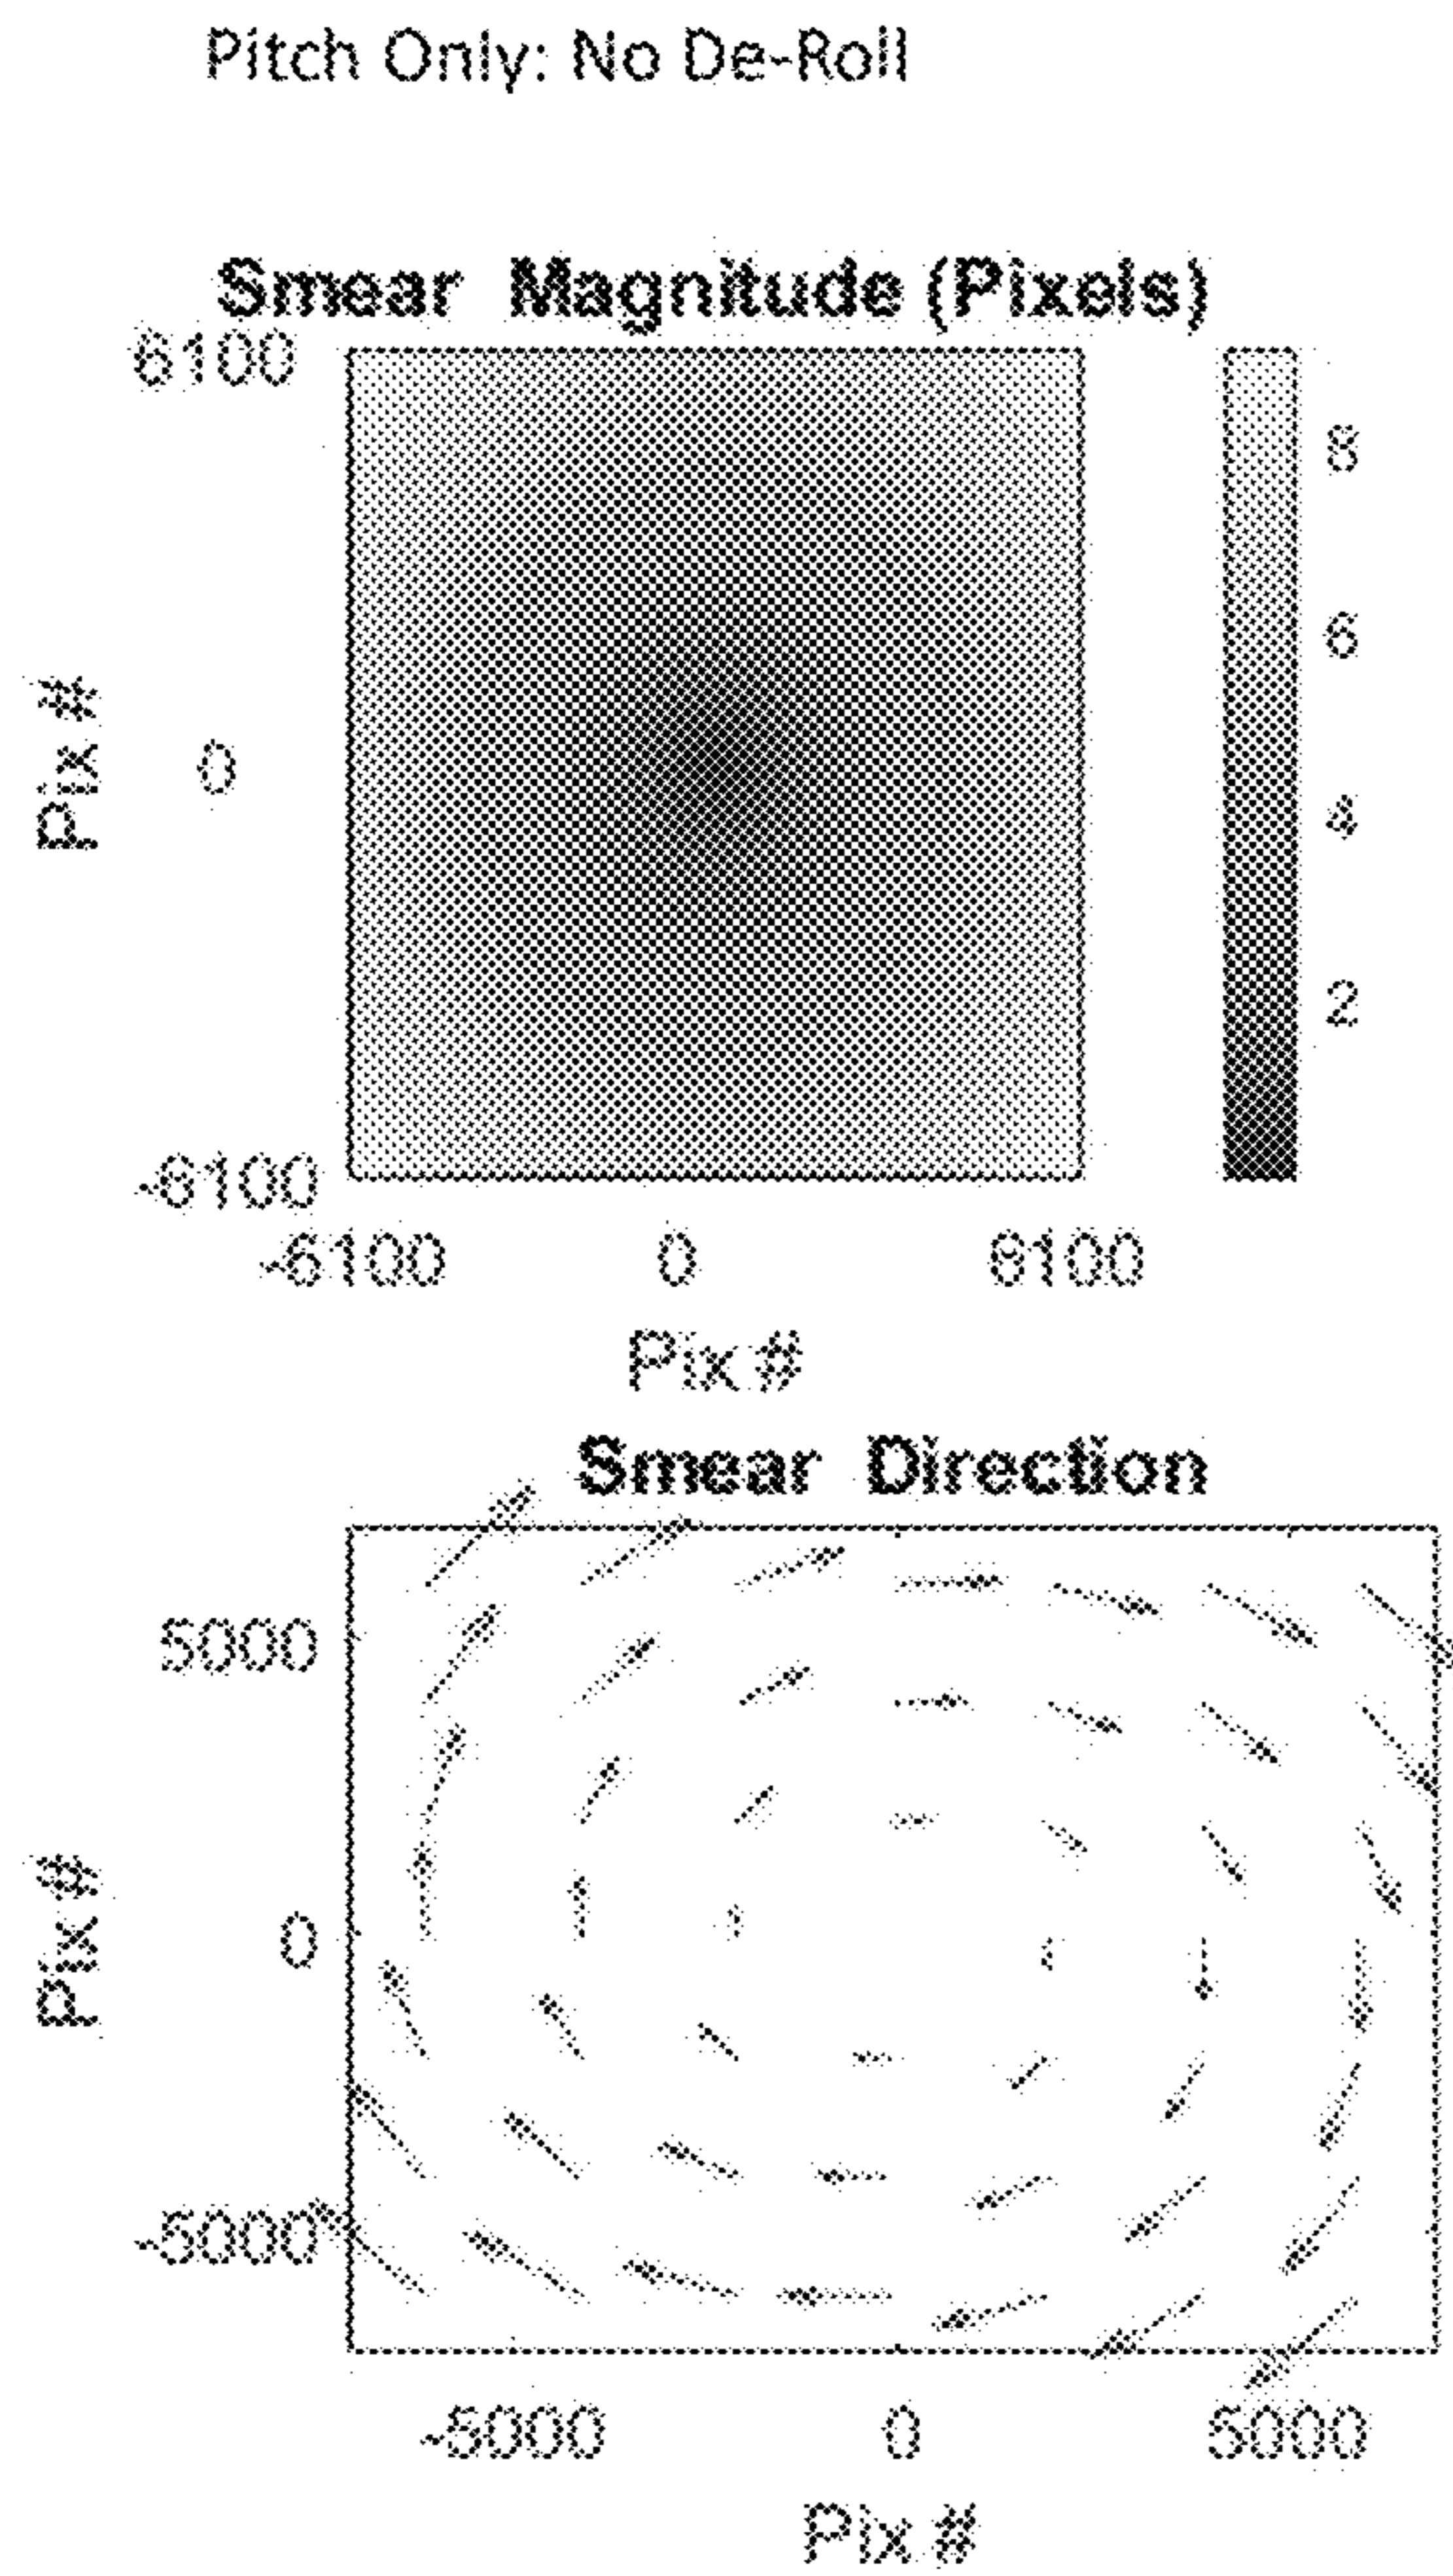 Pitch Only: No De-Roll
Smear Magnitude (Pixels)
6100
8
6
Pix #
0
4
2
-6100
-6100 0 6100
Pix #
Smear Direction
5000
Pix #
0
-5000
-5000 0 5000
Pix #